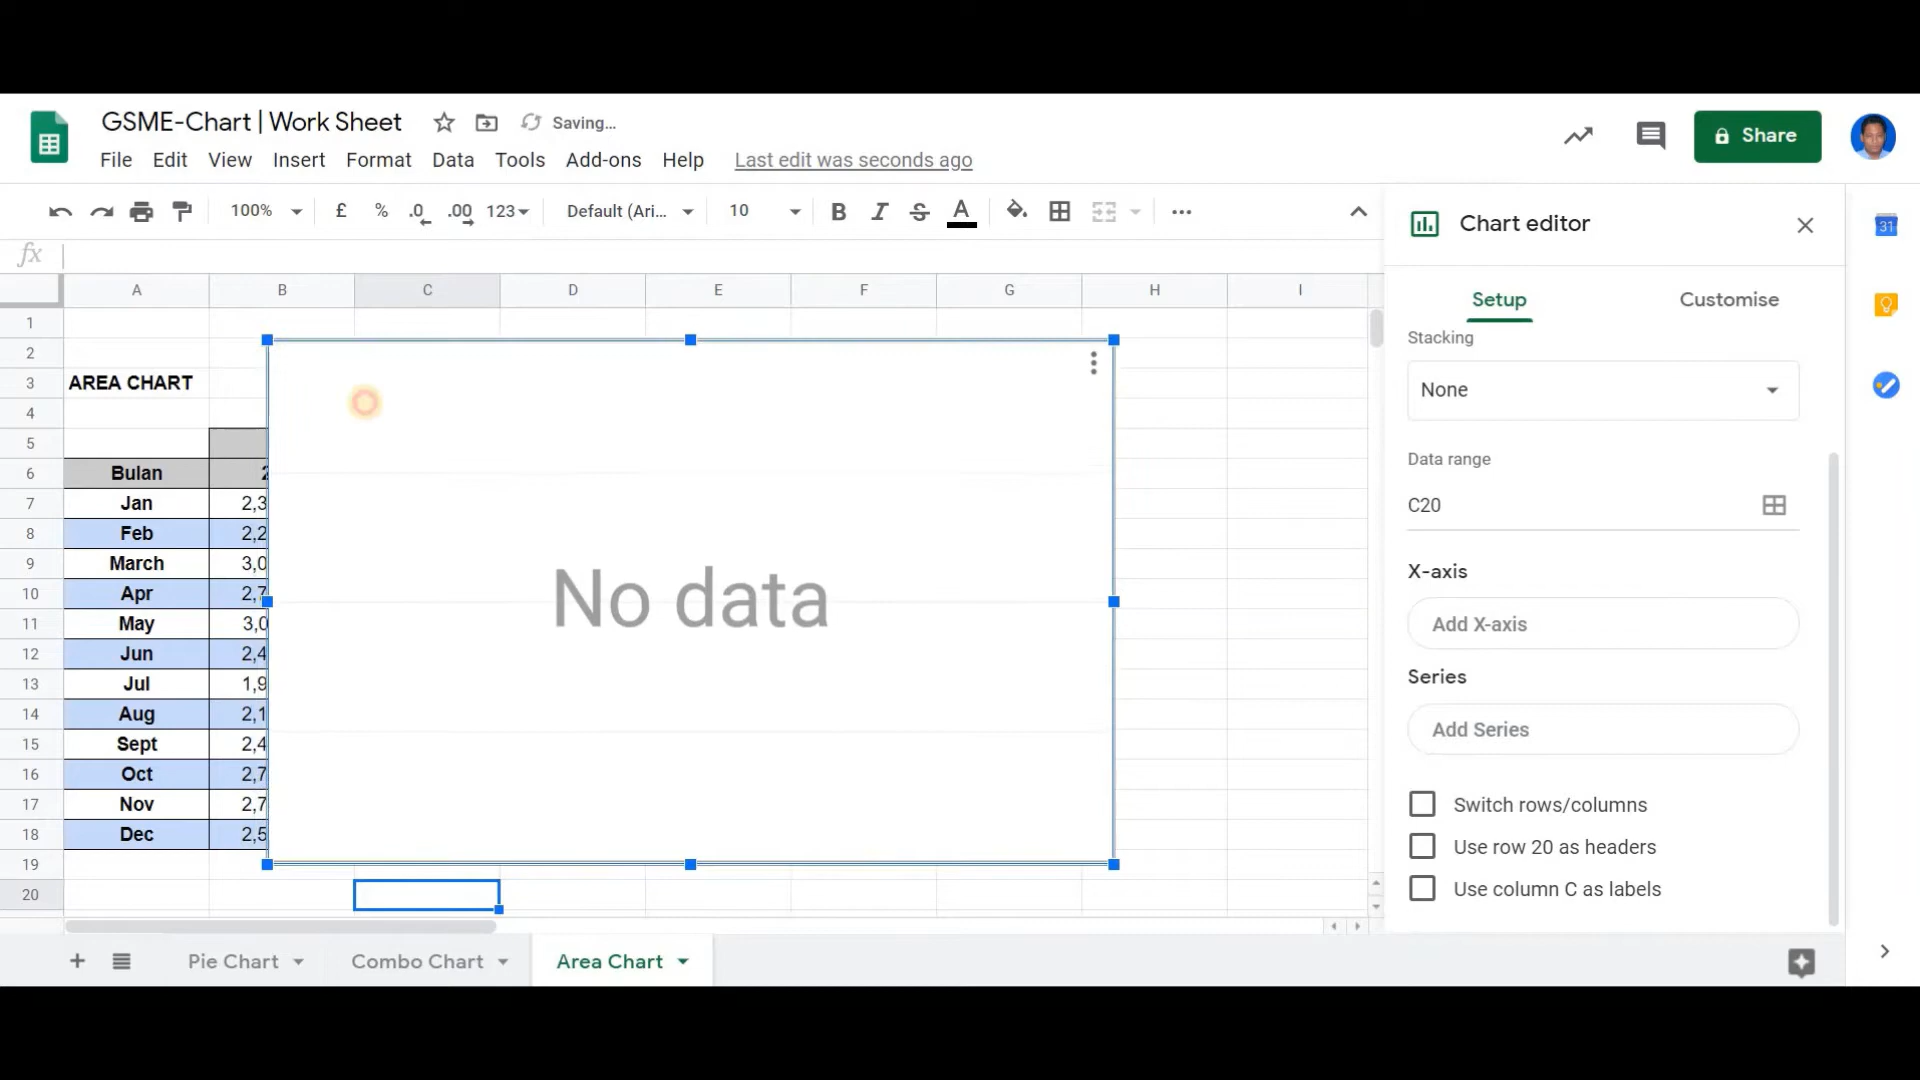 GSME-Chart | Work Sheet Saving...
File Edit View Insert Format Data Tools Add-ons Help Last edit was seconds ago
Share
100% £ % .0 .00 123 Default (Ari... 10 B I S A
fx
Chart editor
31
A B C D E F G H I
Setup Customise
1
2
3 AREA CHART
4
5
6 Bulan 2
7 Jan 2,3
8 Feb 2,2
9 March 3,0
10 Apr 2,7
11 May 3,0
12 Jun 2,4
13 Jul 1,9
14 Aug 2,1
15 Sept 2,4
16 Oct 2,7
17 Nov 2,7
18 Dec 2,5
19
20
No data
Stacking
None
Data range
C20
X-axis
Add X-axis
Series
Add Series
Switch rows/columns
Use row 20 as headers
Use column C as labels
Pie Chart Combo Chart Area Chart